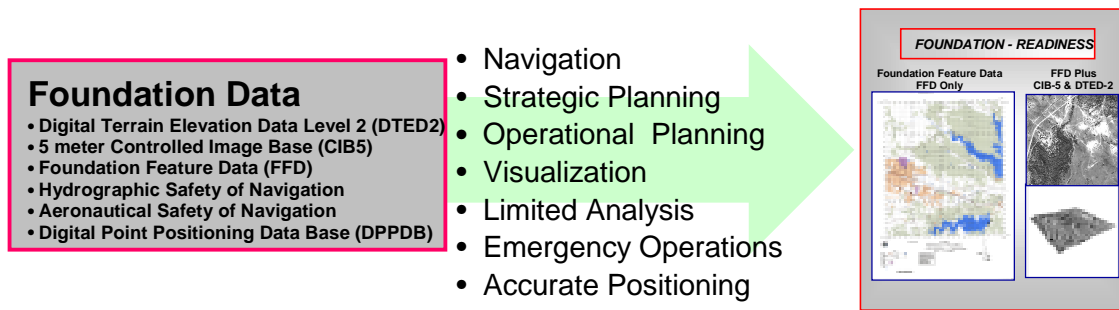 Foundation Data
• Digital Terrain Elevation Data Level 2 (DTED2)
• 5 meter Controlled Image Base (CIB5)
• Foundation Feature Data (FFD)
• Hydrographic Safety of Navigation
• Aeronautical Safety of Navigation
• Digital Point Positioning Data Base (DPPDB)
• Navigation
• Strategic Planning
• Operational Planning
• Visualization
• Limited Analysis
• Emergency Operations
• Accurate Positioning
FOUNDATION - READINESS
Foundation Feature Data
FFD Only
FFD Plus
CIB-5 & DTED-2